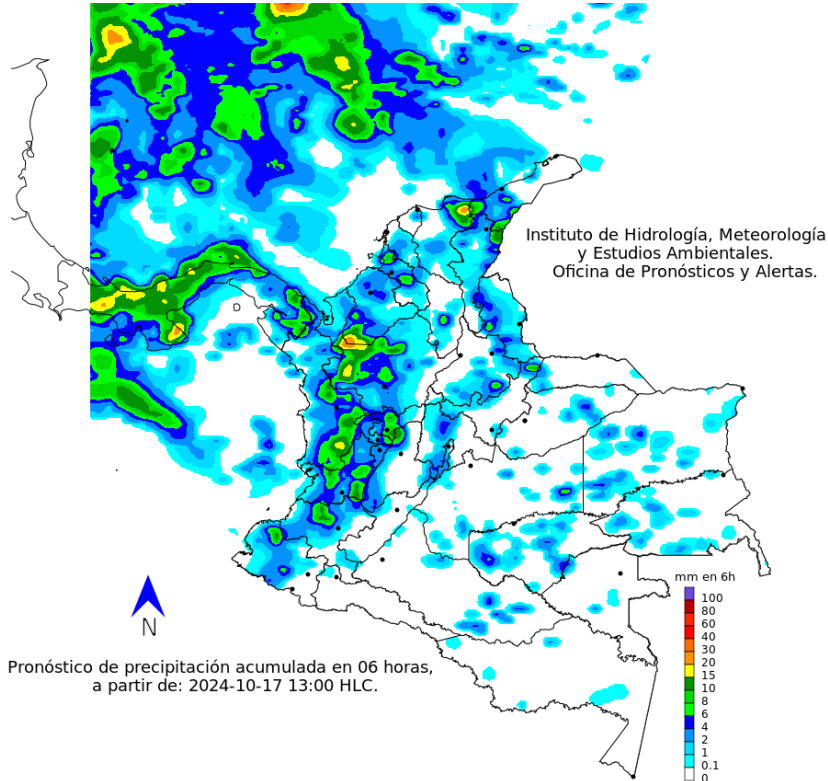 Instituto de Hidrología, Meteorología
y Estudios Ambientales.
Oficina de Pronósticos y Alertas.
mm en 6h
100
80
60
40
30
20
15
10
8
6
4
2
1
0.1
0
N
Pronóstico de precipitación acumulada en 06 horas,
a partir de: 2024-10-17 13:00 HLC.